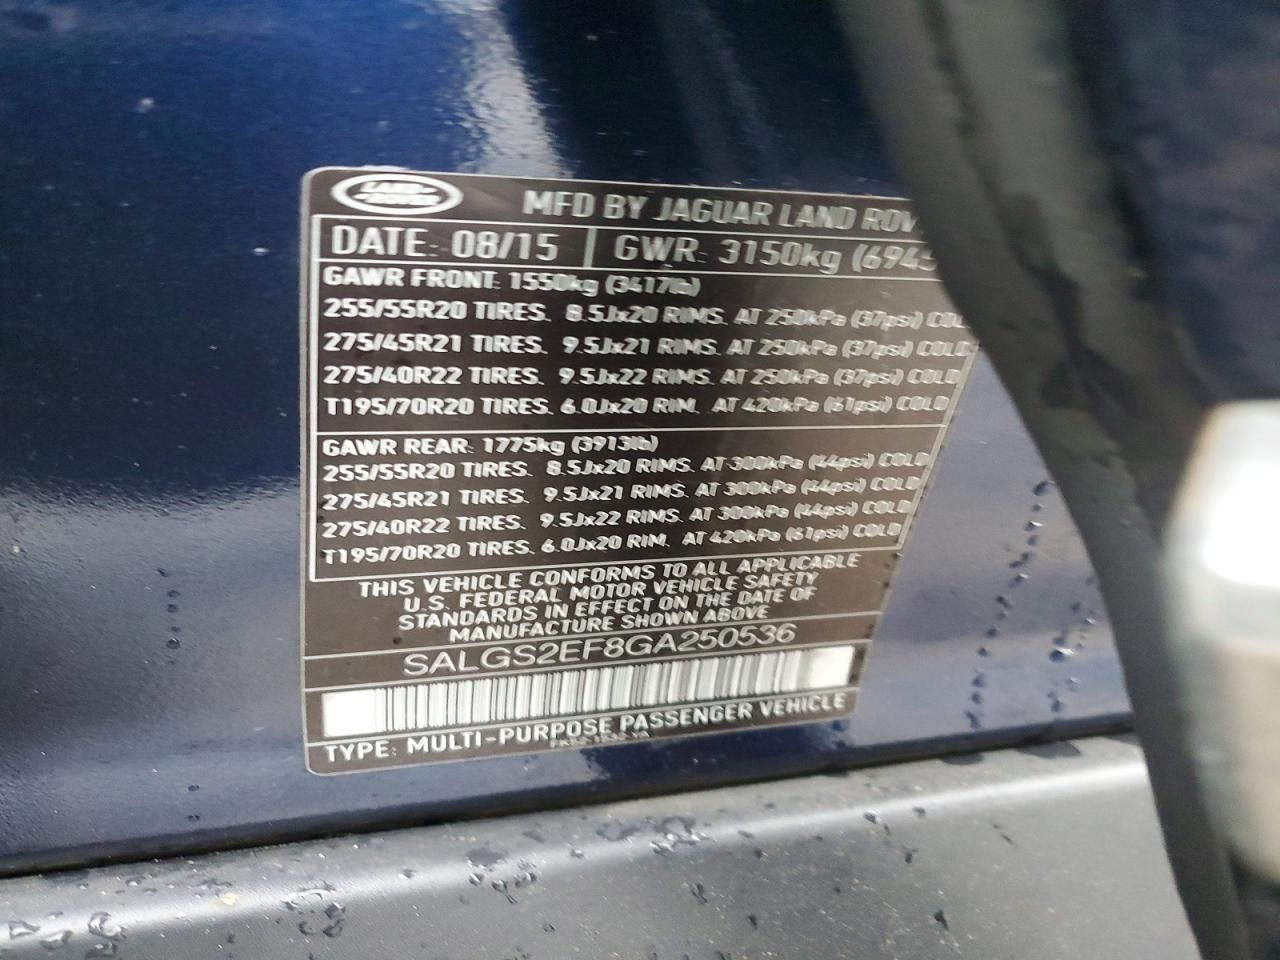 LAND-
-ROVER
MFD BY JAGUAR LAND ROV
DATE: 08/15 GWR: 3150kg (6945
GAWR FRONT: 1550kg (3417lb)
255/55R20 TIRES. 8.5Jx20 RIMS. AT 250kPa (37psi) COL
275/45R21 TIRES. 9.5Jx21 RIMS. AT 250kPa (37psi) COLD
275/40R22 TIRES. 9.5Jx22 RIMS. AT 250kPa (37psi) COLD
T195/70R20 TIRES. 6.0Jx20 RIM. AT 420kPa (61psi) COLD
GAWR REAR: 1775kg (3913lb)
255/55R20 TIRES. 8.5Jx20 RIMS. AT 300kPa (44psi) COLD
275/45R21 TIRES. 9.5Jx21 RIMS. AT 300kPa (44psi) COLD
275/40R22 TIRES. 9.5Jx22 RIMS. AT 300kPa (44psi) COLD
T195/70R20 TIRES. 6.0Jx20 RIM. AT 420kPa (61psi) COLD
THIS VEHICLE CONFORMS TO ALL APPLICABLE
U.S. FEDERAL MOTOR VEHICLE SAFETY
STANDARDS IN EFFECT ON THE DATE OF
MANUFACTURE SHOWN ABOVE
SALGS2EF8GA250536
TYPE: MULTI-PURPOSE PASSENGER VEHICLE